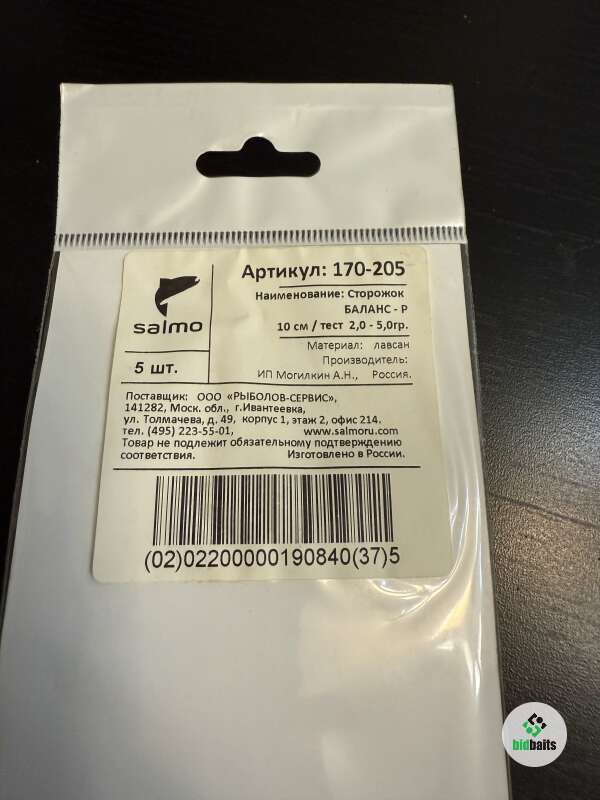 salmo
5 шт.
Артикул: 170-205
Наименование: Сторожок
БАЛАНС - Р
10 см / тест 2,0 - 5,0гр.
Материал: лавсан
Производитель:
ИП Могилкин А.Н., Россия.
Поставщик: ООО «РЫБОЛОВ-СЕРВИС»,
141282, Моск. обл., г.Ивантеевка,
ул. Толмачева, д. 49, корпус 1, этаж 2, офис 214.
тел. (495) 223-55-01, www.salmoru.com
Товар не подлежит обязательному подтверждению
соответствия. Изготовлено в России.
(02)02200000190840(37)5
bidbaits